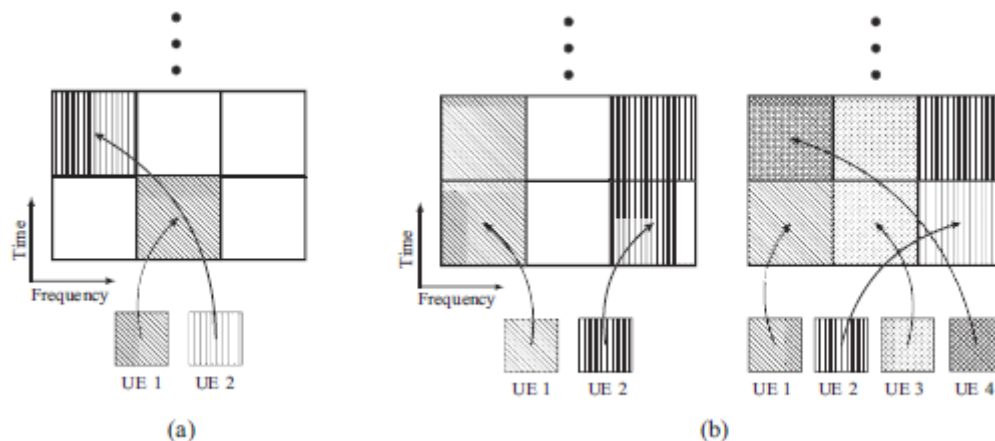 Time
Frequency
UE 1
UE 2
(a)
Time
Frequency
UE 1
UE 2
UE 1
UE 2
UE 3
UE 4
(b)